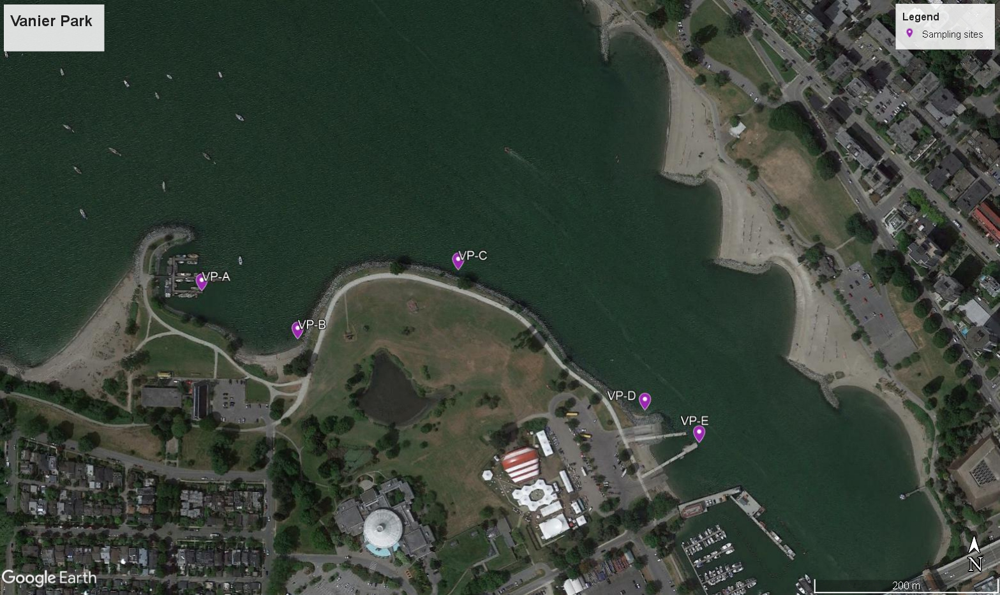 Vanier Park
Legend
Sampling sites
VP-C
VP-A
VP-B
VP-D
VP-E
Google Earth
N
200 m